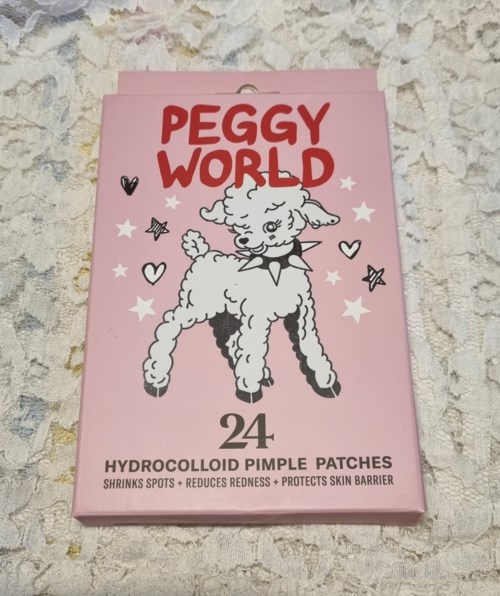 PEGGY
WORLD
24
HYDROCOLLOID PIMPLE PATCHES
SHRINKS SPOTS + REDUCES REDNESS + PROTECTS SKIN BARRIER